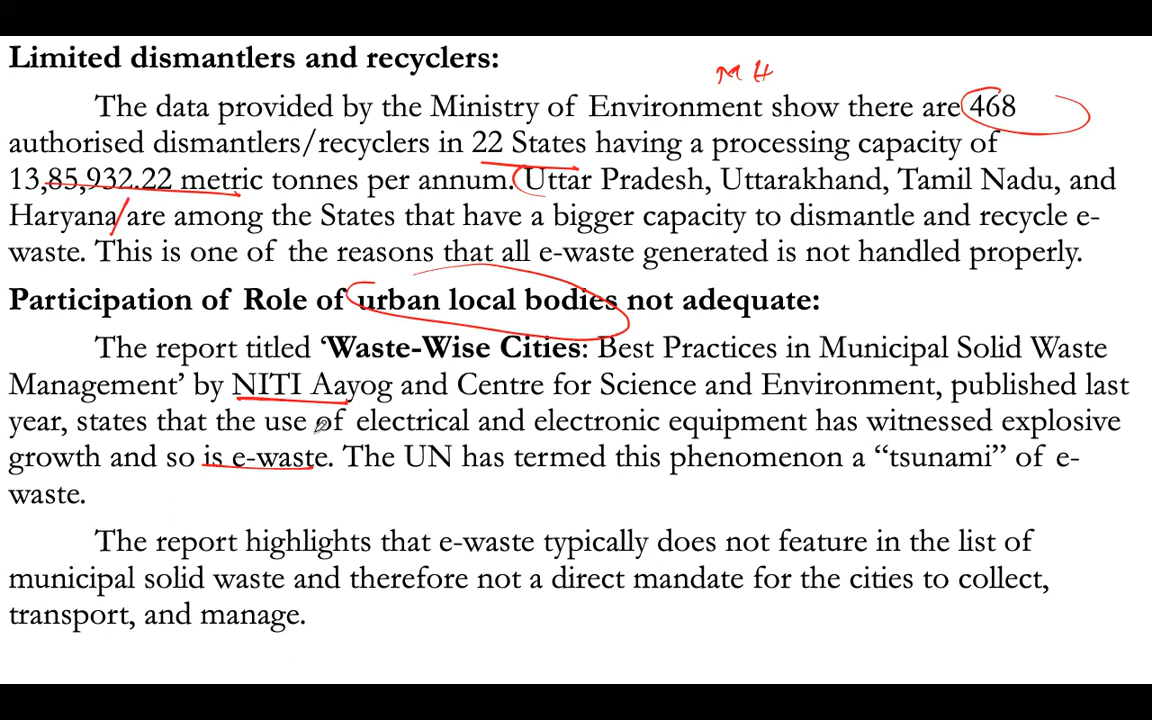 Limited dismantlers and recyclers:
MH
The data provided by the Ministry of Environment show there are 468
authorised dismantlers/recyclers in 22 States having a processing capacity of
13,85,932.22 metric tonnes per annum. Uttar Pradesh, Uttarakhand, Tamil Nadu, and
Haryana are among the States that have a bigger capacity to dismantle and recycle e-
waste. This is one of the reasons that all e-waste generated is not handled properly.
Participation of Role of urban local bodies not adequate:
The report titled ‘Waste-Wise Cities: Best Practices in Municipal Solid Waste
Management’ by NITI Aayog and Centre for Science and Environment, published last
year, states that the use of electrical and electronic equipment has witnessed explosive
growth and so is e-waste. The UN has termed this phenomenon a “tsunami” of e-
waste.
The report highlights that e-waste typically does not feature in the list of
municipal solid waste and therefore not a direct mandate for the cities to collect,
transport, and manage.